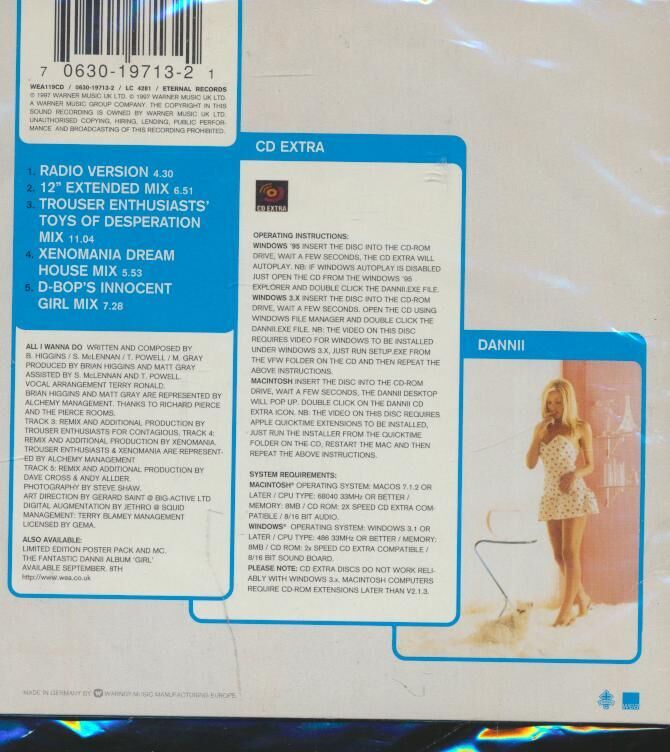 7 0630-19713-2 1
WEA119CD / 0630-19713-2 / LC 4281 / ETERNAL RECORDS
℗ 1997 WARNER MUSIC UK LTD. © 1997 WARNER MUSIC UK LTD.
A WARNER MUSIC GROUP COMPANY. THE COPYRIGHT IN THIS
SOUND RECORDING IS OWNED BY WARNER MUSIC UK LTD.
UNAUTHORISED COPYING, HIRING, LENDING, PUBLIC PERFOR-
MANCE AND BROADCASTING OF THIS RECORDING PROHIBITED.
1. RADIO VERSION 4.30
2. 12" EXTENDED MIX 6.51
3. TROUSER ENTHUSIASTS'
TOYS OF DESPERATION
MIX 11.04
4. XENOMANIA DREAM
HOUSE MIX 5.53
5. D-BOP'S INNOCENT
GIRL MIX 7.28
ALL I WANNA DO WRITTEN AND COMPOSED BY
B. HIGGINS / S. McLENNAN / T. POWELL / M. GRAY
PRODUCED BY BRIAN HIGGINS AND MATT GRAY
ASSISTED BY S. McLENNAN AND T. POWELL.
VOCAL ARRANGEMENT TERRY RONALD.
BRIAN HIGGINS AND MATT GRAY ARE REPRESENTED BY
ALCHEMY MANAGEMENT. THANKS TO RICHARD PIERCE
AND THE PIERCE ROOMS.
TRACK 3: REMIX AND ADDITIONAL PRODUCTION BY
TROUSER ENTHUSIASTS FOR CONTAGIOUS. TRACK 4:
REMIX AND ADDITIONAL PRODUCTION BY XENOMANIA.
TROUSER ENTHUSIASTS & XENOMANIA ARE REPRESENT-
ED BY ALCHEMY MANAGEMENT
TRACK 5: REMIX AND ADDITIONAL PRODUCTION BY
DAVE CROSS & ANDY ALLDER.
PHOTOGRAPHY BY STEVE SHAW.
ART DIRECTION BY GERARD SAINT @ BIG-ACTIVE LTD
DIGITAL AUGMENTATION BY JETHRO @ SQUID
MANAGEMENT: TERRY BLAMEY MANAGEMENT
LICENSED BY GEMA.
ALSO AVAILABLE:
LIMITED EDITION POSTER PACK AND MC.
THE FANTASTIC DANNII ALBUM 'GIRL'
AVAILABLE SEPTEMBER. 8TH
http://www.wea.co.uk
CD EXTRA
CD EXTRA
OPERATING INSTRUCTIONS:
WINDOWS '95 INSERT THE DISC INTO THE CD-ROM
DRIVE, WAIT A FEW SECONDS, THE CD EXTRA WILL
AUTOPLAY. NB: IF WINDOWS AUTOPLAY IS DISABLED
JUST OPEN THE CD FROM THE WINDOWS '95
EXPLORER AND DOUBLE CLICK THE DANNII.EXE FILE.
WINDOWS 3.X INSERT THE DISC INTO THE CD-ROM
DRIVE, WAIT A FEW SECONDS. OPEN THE CD USING
WINDOWS FILE MANAGER AND DOUBLE CLICK THE
DANNII.EXE FILE. NB: THE VIDEO ON THIS DISC
REQUIRES VIDEO FOR WINDOWS TO BE INSTALLED
UNDER WINDOWS 3.X, JUST RUN SETUP.EXE FROM
THE VFW FOLDER ON THE CD AND THEN REPEAT THE
ABOVE INSTRUCTIONS.
MACINTOSH INSERT THE DISC INTO THE CD-ROM
DRIVE, WAIT A FEW SECONDS, THE DANNII DESKTOP
WILL POP UP. DOUBLE CLICK ON THE DANNII CD
EXTRA ICON. NB: THE VIDEO ON THIS DISC REQUIRES
APPLE QUICKTIME EXTENSIONS TO BE INSTALLED,
JUST RUN THE INSTALLER FROM THE QUICKTIME
FOLDER ON THE CD, RESTART THE MAC AND THEN
REPEAT THE ABOVE INSTRUCTIONS.
SYSTEM REQUIREMENTS:
MACINTOSH® OPERATING SYSTEM: MACOS 7.1.2 OR
LATER / CPU TYPE: 68040 33MHz OR BETTER /
MEMORY: 8MB / CD ROM: 2X SPEED CD EXTRA COM-
PATIBLE / 8/16 BIT AUDIO.
WINDOWS® OPERATING SYSTEM: WINDOWS 3.1 OR
LATER / CPU TYPE: 486 33MHz OR BETTER / MEMORY:
8MB / CD ROM: 2x SPEED CD EXTRA COMPATIBLE /
8/16 BIT SOUND BOARD.
PLEASE NOTE: CD EXTRA DISCS DO NOT WORK RELI-
ABLY WITH WINDOWS 3.x. MACINTOSH COMPUTERS
REQUIRE CD-ROM EXTENSIONS LATER THAN V2.1.3.
DANNII
MADE IN GERMANY BY WARNER MUSIC MANUFACTURING EUROPE.
wea